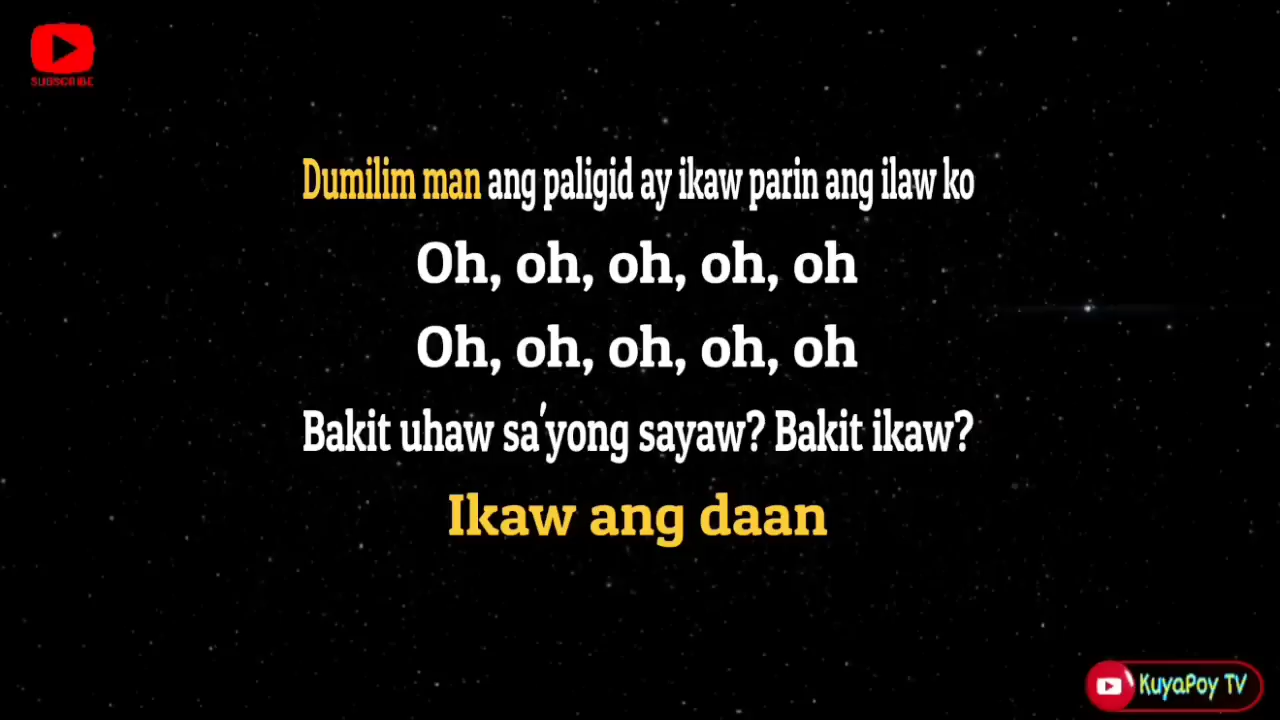 SUBSCRIBE
Dumilim man ang paligid ay ikaw parin ang ilaw ko
Oh, oh, oh, oh, oh
Oh, oh, oh, oh, oh
Bakit uhaw sa'yong sayaw? Bakit ikaw?
Ikaw ang daan
KuyaPoy TV